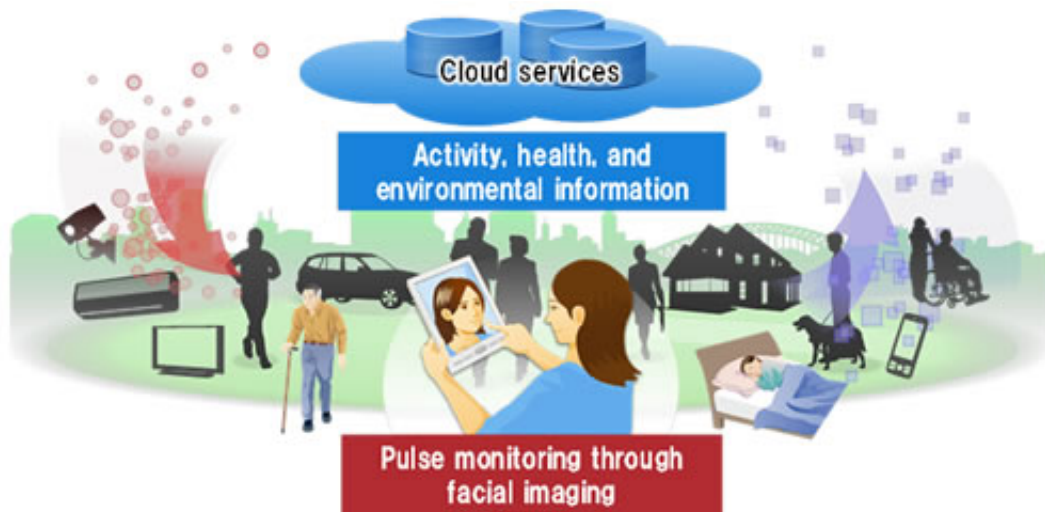 Cloud services
Activity, health, and
environmental information
Pulse monitoring through
facial imaging